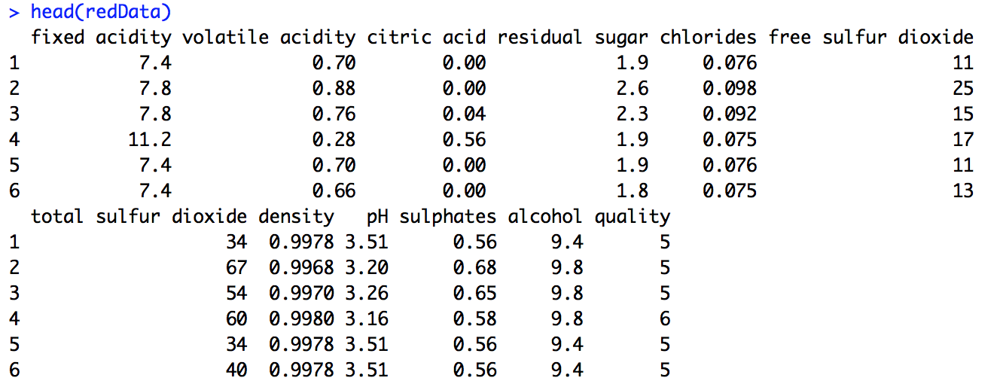 > head(redData)
  fixed acidity volatile acidity citric acid residual sugar chlorides free sulfur dioxide
1           7.4             0.70        0.00            1.9     0.076                  11
2           7.8             0.88        0.00            2.6     0.098                  25
3           7.8             0.76        0.04            2.3     0.092                  15
4          11.2             0.28        0.56            1.9     0.075                  17
5           7.4             0.70        0.00            1.9     0.076                  11
6           7.4             0.66        0.00            1.8     0.075                  13
  total sulfur dioxide density   pH sulphates alcohol quality
1                   34  0.9978 3.51      0.56     9.4       5
2                   67  0.9968 3.20      0.68     9.8       5
3                   54  0.9970 3.26      0.65     9.8       5
4                   60  0.9980 3.16      0.58     9.8       6
5                   34  0.9978 3.51      0.56     9.4       5
6                   40  0.9978 3.51      0.56     9.4       5